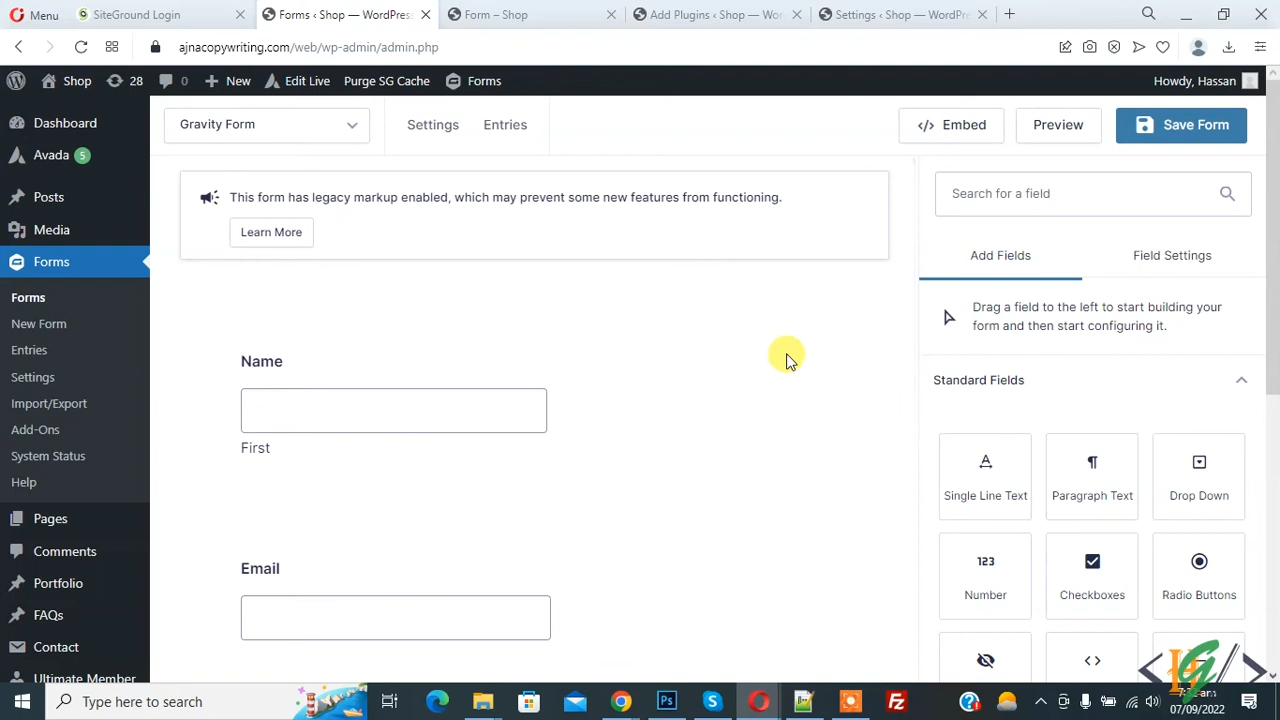 Menu
SiteGround Login
Forms ‹ Shop — WordPress
Form – Shop
Add Plugins ‹ Shop — Wo
Settings ‹ Shop — WordPre
ajnacopywriting.com/web/wp-admin/admin.php
Shop
28
0
New
Edit Live
Purge SG Cache
Forms
Howdy, Hassan
Dashboard
Avada 5
Posts
Media
Forms
Forms
New Form
Entries
Settings
Import/Export
Add-Ons
System Status
Help
Pages
Comments
Portfolio
FAQs
Contact
Ultimate Member
Gravity Form
Settings
Entries
Embed
Preview
Save Form
This form has legacy markup enabled, which may prevent some new features from functioning.
Learn More
Name
First
Email
Search for a field
Add Fields
Field Settings
Drag a field to the left to start building your
form and then start configuring it.
Standard Fields
Single Line Text
Paragraph Text
Drop Down
123
Number
Checkboxes
Radio Buttons
Type here to search
07/09/2022